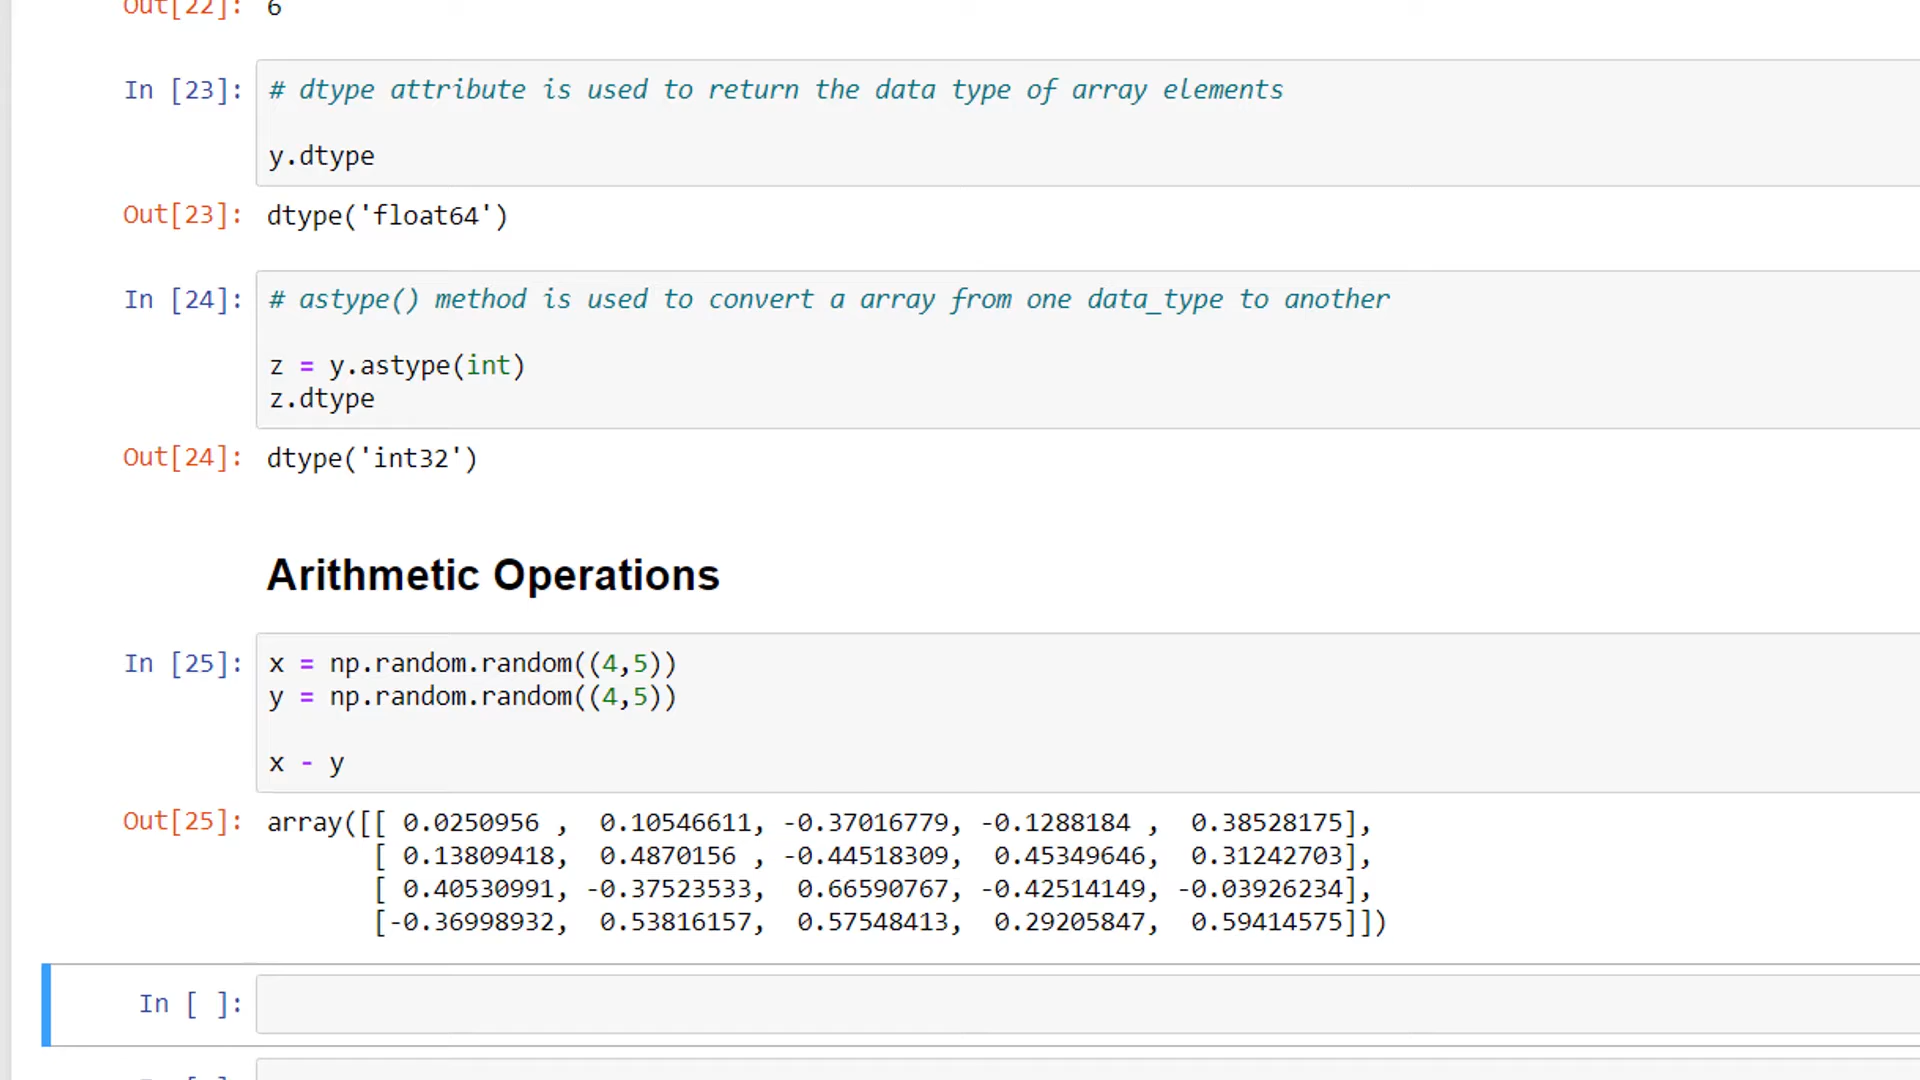 Out[22]: 6
In [23]: # dtype attribute is used to return the data type of array elements
y.dtype
Out[23]: dtype('float64')
In [24]: # astype() method is used to convert a array from one data_type to another
z = y.astype(int)
z.dtype
Out[24]: dtype('int32')
Arithmetic Operations
In [25]: x = np.random.random((4,5))
y = np.random.random((4,5))
x - y
Out[25]: array([[ 0.0250956 ,  0.10546611, -0.37016779, -0.1288184 ,  0.38528175],
[ 0.13809418,  0.4870156 , -0.44518309,  0.45349646,  0.31242703],
[ 0.40530991, -0.37523533,  0.66590767, -0.42514149, -0.03926234],
[-0.36998932,  0.53816157,  0.57548413,  0.29205847,  0.59414575]])
In [ ]: